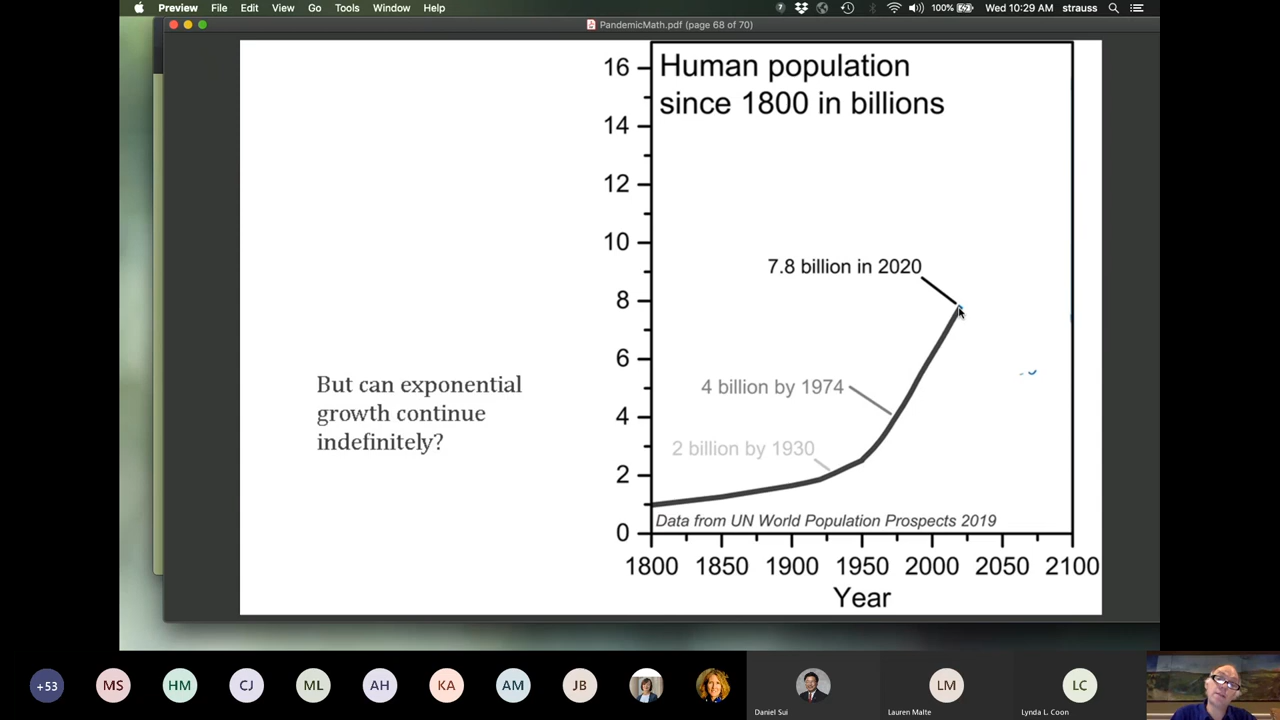 Preview File Edit View Go Tools Window Help
100% Wed 10:29 AM strauss
PandemicMath.pdf (page 68 of 70)
Human population
since 1800 in billions
16
14
12
10
8
6
4
2
0
7.8 billion in 2020
4 billion by 1974
2 billion by 1930
Data from UN World Population Prospects 2019
1800 1850 1900 1950 2000 2050 2100
Year
But can exponential
growth continue
indefinitely?
+53 MS HM CJ ML AH KA AM JB LM LC
Daniel Sui Lauren Malte Lynda L. Coon